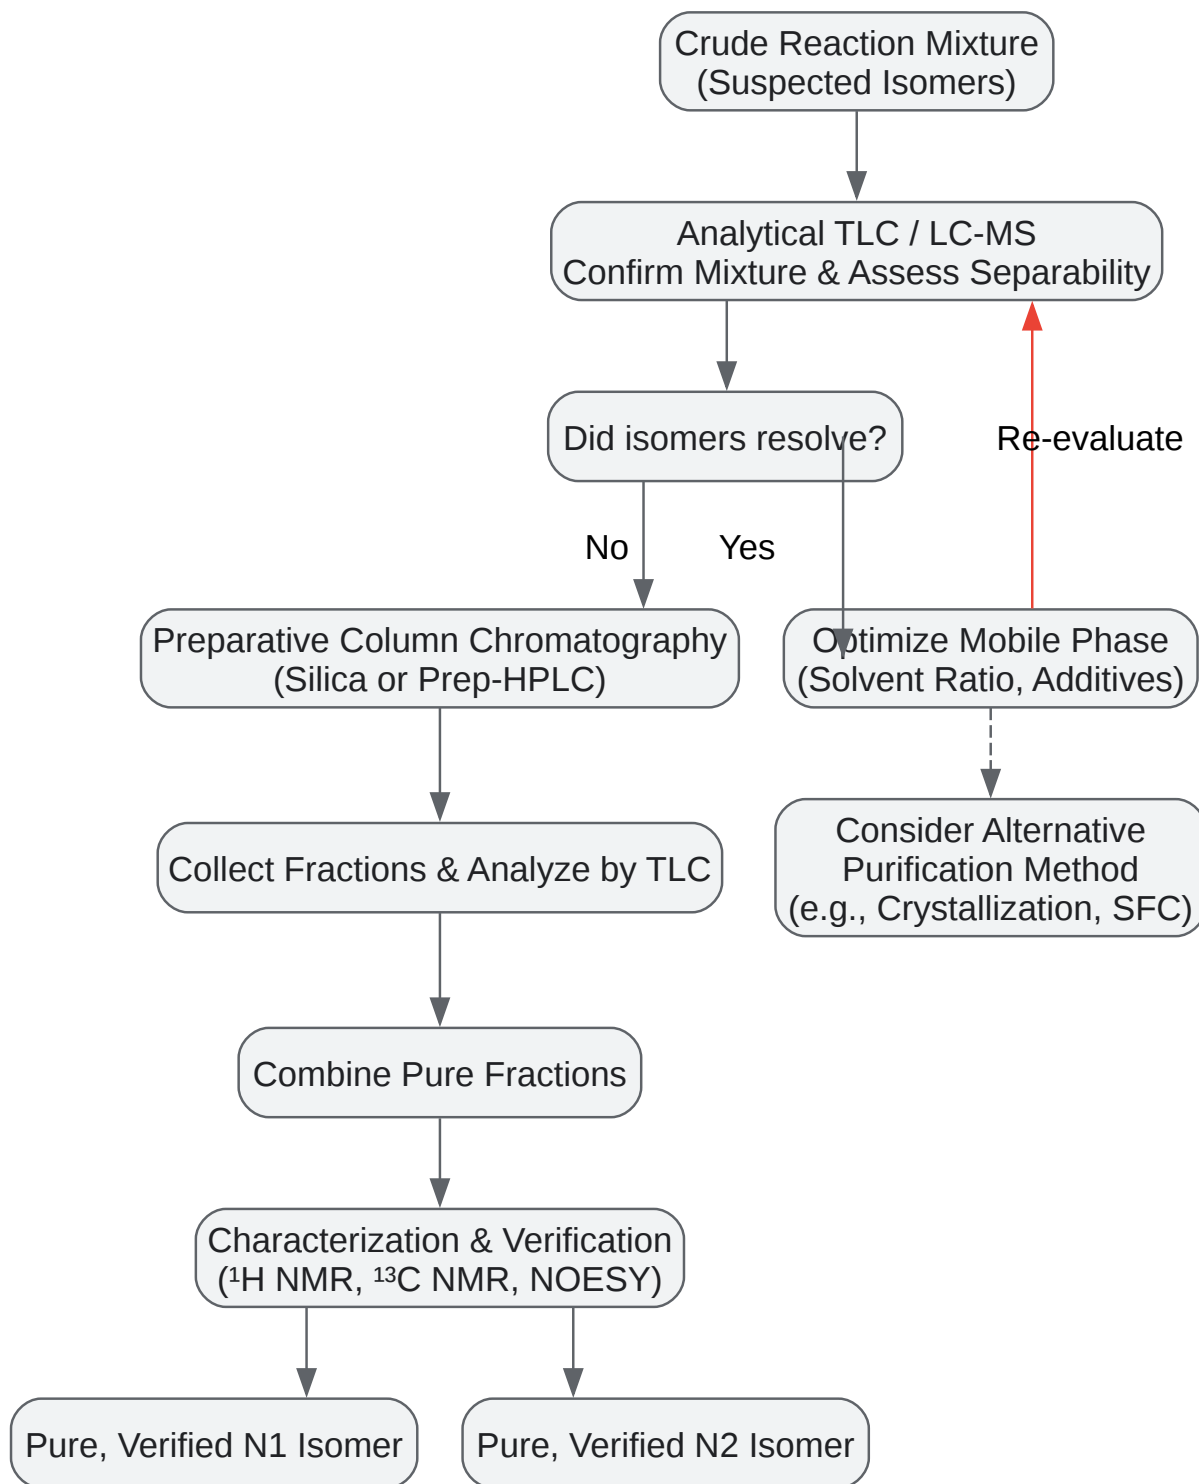 Crude Reaction Mixture
(Suspected Isomers)
Analytical TLC / LC-MS
Confirm Mixture & Assess Separability
Did isomers resolve?
Re-evaluate
No
Yes
Preparative Column Chromatography
(Silica or Prep-HPLC)
Optimize Mobile Phase
(Solvent Ratio, Additives)
Consider Alternative
Purification Method
(e.g., Crystallization, SFC)
Collect Fractions & Analyze by TLC
Combine Pure Fractions
Characterization & Verification
(¹H NMR, ¹³C NMR, NOESY)
Pure, Verified N1 Isomer
Pure, Verified N2 Isomer